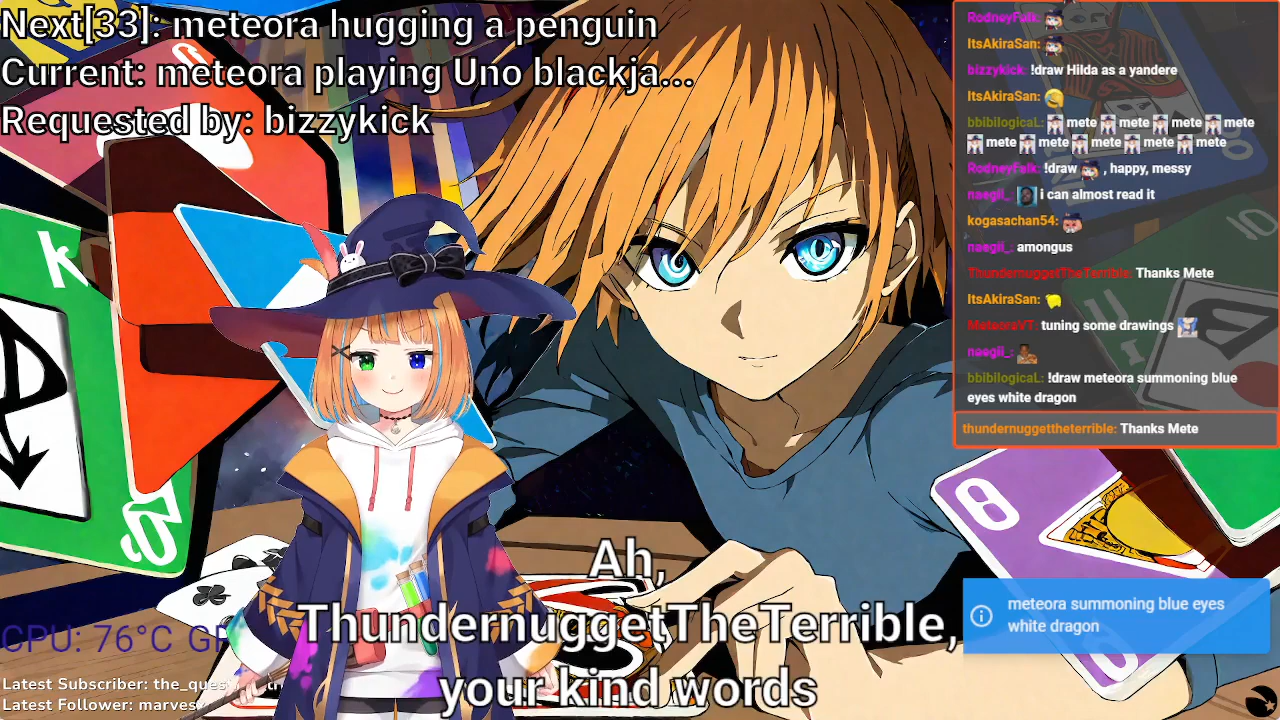 Next[33]: meteora hugging a penguin
Current: meteora playing Uno blackja...
Requested by: bizzykick
RodneyFalk:
ItsAkiraSan:
bizzykick: !draw Hilda as a yandere
ItsAkiraSan:
bbibilogicaL: mete mete mete mete
mete mete mete mete mete
RodneyFalk: !draw , happy, messy
naegii_: i can almost read it
kogasachan54:
naegii_: amongus
ThundernuggetTheTerrible: Thanks Mete
ItsAkiraSan:
MeteoraVT: tuning some drawings
naegii_:
bbibilogicaL: !draw meteora summoning blue
eyes white dragon
thundernuggettheterrible: Thanks Mete
K
8
Ah,
ThundernuggetTheTerrible,
your kind words
meteora summoning blue eyes
white dragon
CPU: 76°C
Latest Subscriber:
Latest Follower: